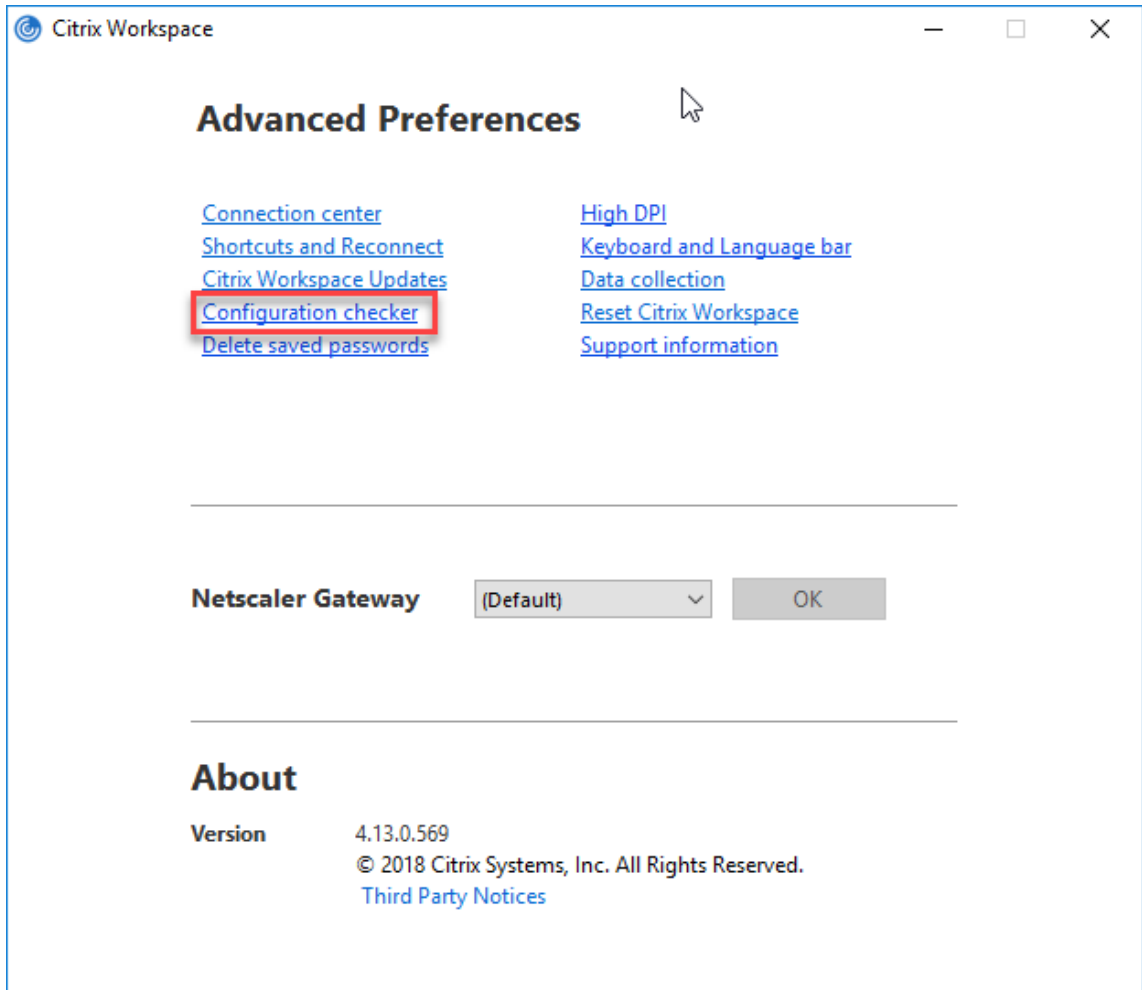 Citrix Workspace
Advanced Preferences
Connection center
Shortcuts and Reconnect
Citrix Workspace Updates
Configuration checker
Delete saved passwords
High DPI
Keyboard and Language bar
Data collection
Reset Citrix Workspace
Support information
Netscaler Gateway (Default) OK
About
Version 4.13.0.569
© 2018 Citrix Systems, Inc. All Rights Reserved.
Third Party Notices